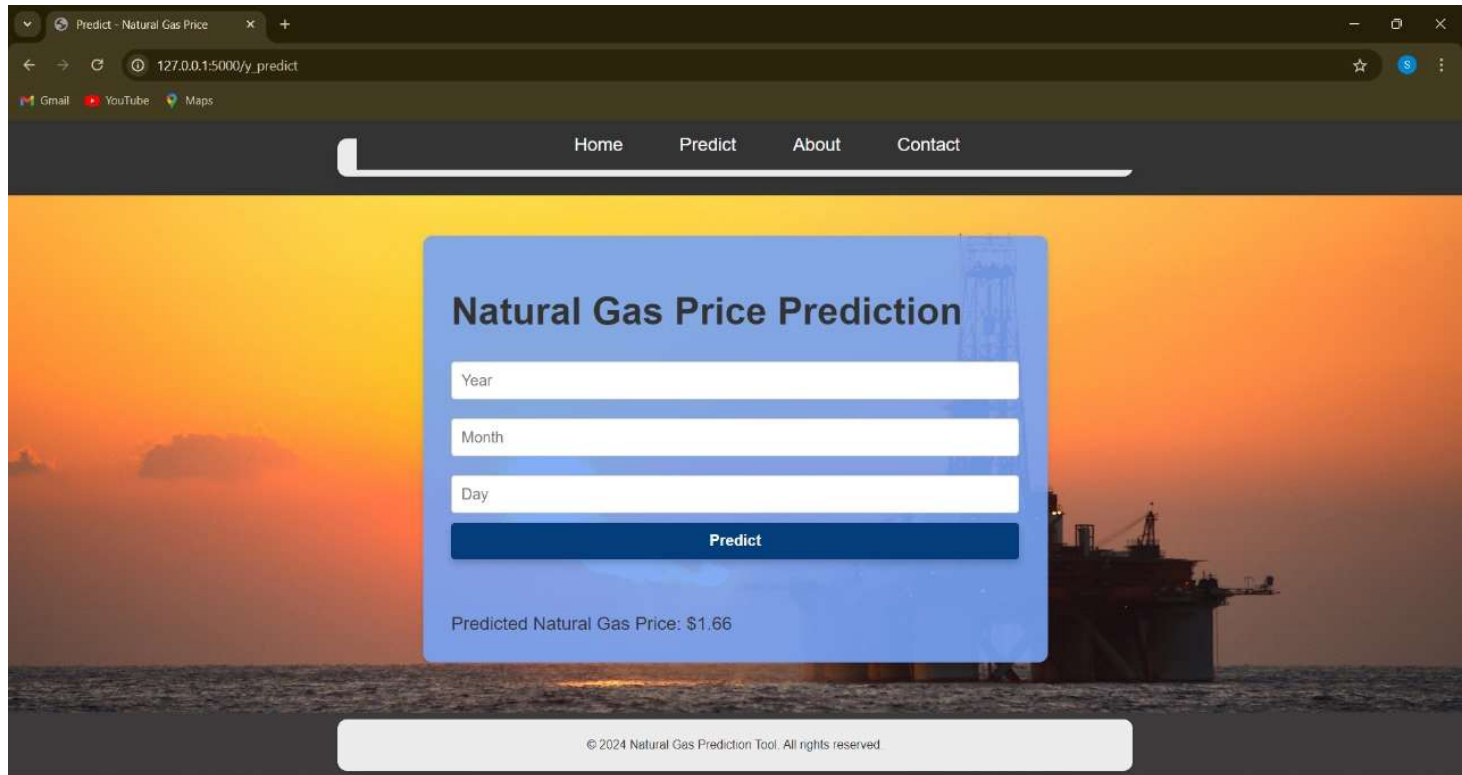 Predict - Natural Gas Price
127.0.0.1:5000/y_predict
S
Gmail YouTube Maps
Home Predict About Contact
Natural Gas Price Prediction
Year
Month
Day
Predict
Predicted Natural Gas Price: $1.66
© 2024 Natural Gas Prediction Tool. All rights reserved.